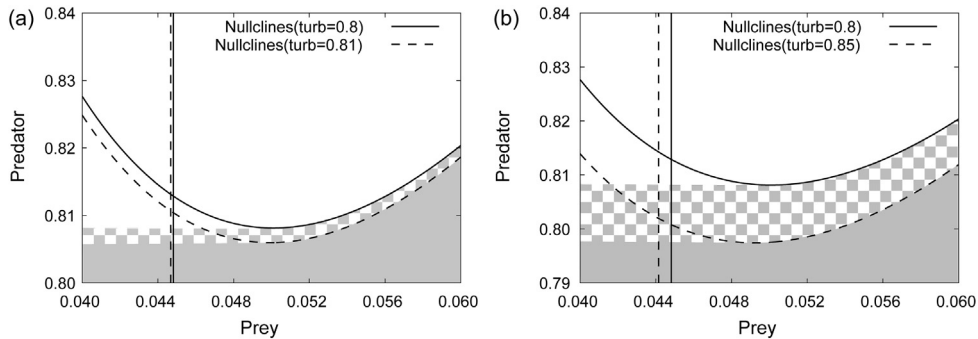 (a)
0.84
0.83
0.82
0.81
0.80
Predator
Nullclines(turb=0.8)
Nullclines(turb=0.81)
0.040 0.044 0.048 0.052 0.056 0.060
Prey
(b)
0.84
0.83
0.82
0.81
0.80
0.79
Predator
Nullclines(turb=0.8)
Nullclines(turb=0.85)
0.040 0.044 0.048 0.052 0.056 0.060
Prey